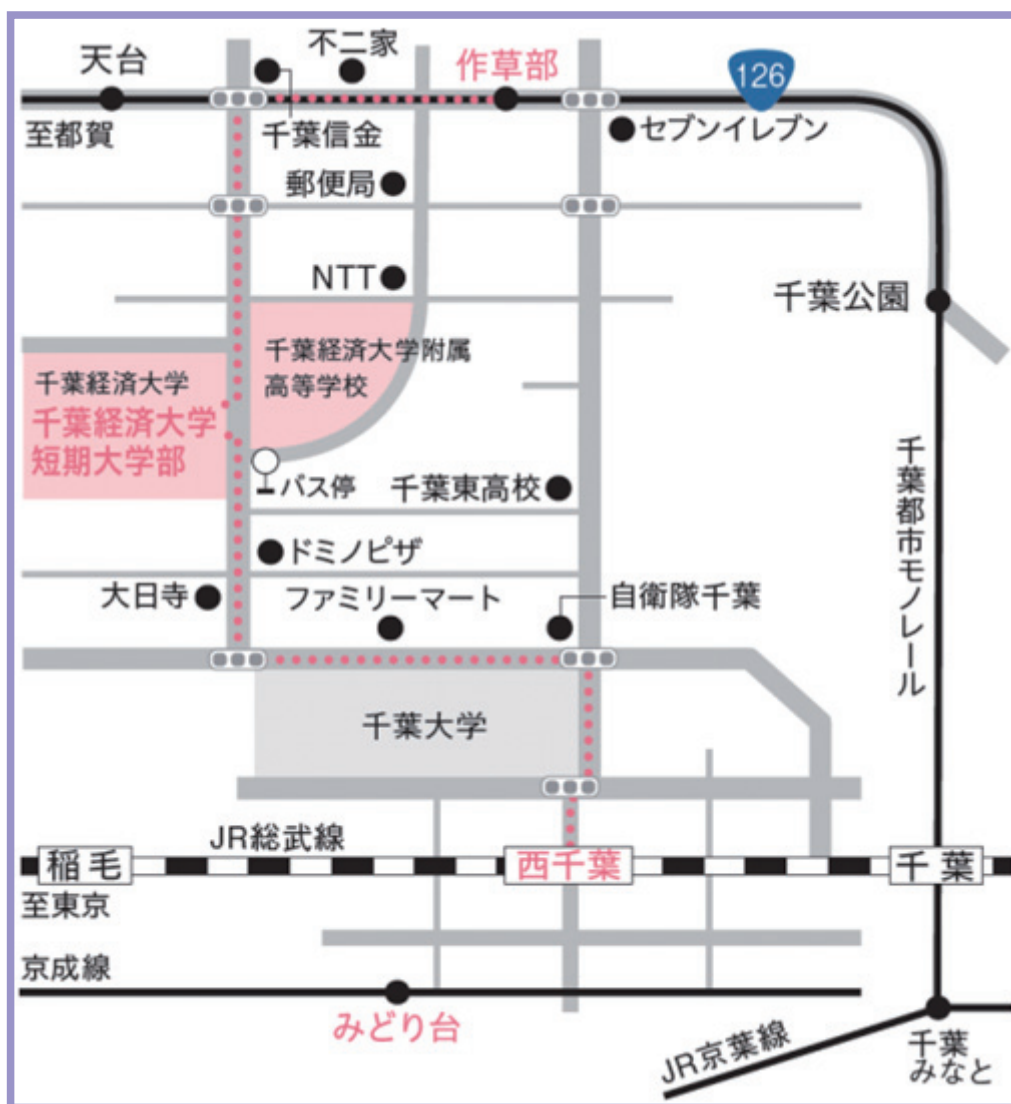 天台
不二家
作草部
126
至都賀
千葉信金
セブンイレブン
郵便局
NTT
千葉公園
千葉経済大学附属
高等学校
千葉経済大学
千葉経済大学
短期大学部
バス停
千葉東高校
千葉都市モノレール
ドミノピザ
大日寺
ファミリーマート
自衛隊千葉
千葉大学
JR総武線
稲毛
西千葉
千葉
至東京
京成線
みどり台
JR京葉線
千葉
みなと